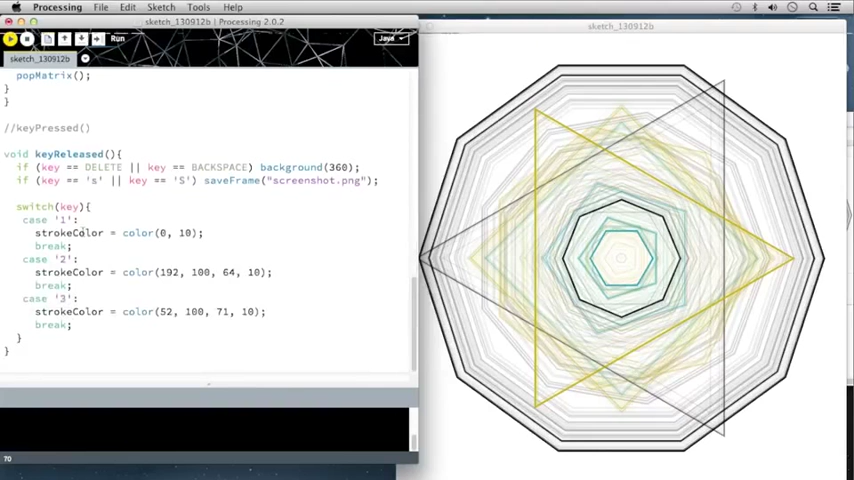 Processing File Edit Sketch Tools Help
sketch_130912b | Processing 2.0.2
sketch_130912b
Run
Java
sketch_130912b
popMatrix();
}
}
//keyPressed()
void keyReleased(){
if (key == DELETE || key == BACKSPACE) background(360);
if (key == 's' || key == 'S') saveFrame("screenshot.png");
switch(key){
case '1':
strokeColor = color(0, 10);
break;
case '2':
strokeColor = color(192, 100, 64, 10);
break;
case '3':
strokeColor = color(52, 100, 71, 10);
break;
}
}
70